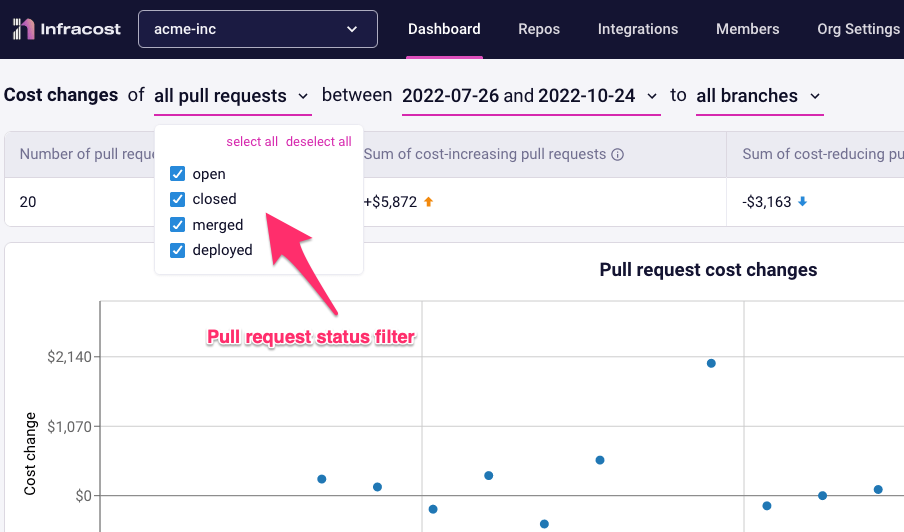 Infracost acme-inc Dashboard Repos Integrations Members Org Settings
Cost changes of all pull requests between 2022-07-26 and 2022-10-24 to all branches
select all deselect all
Number of pull Sum of cost-increasing pull requests Sum of cost-reducing
open
20 closed +$5,872 -$3,163
merged
deployed
Pull request cost changes
Pull request status filter
$2,140
$1,070
$0
Cost change